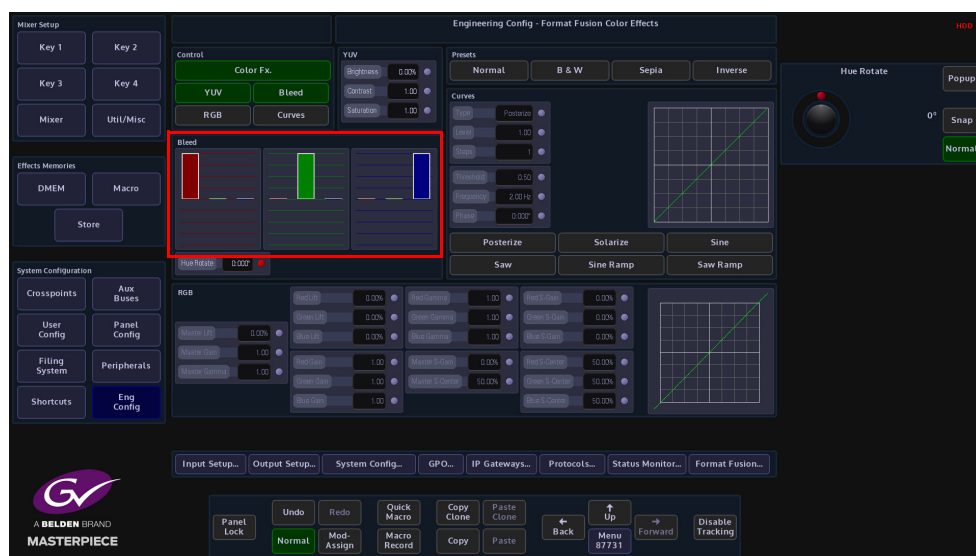 Mixer Setup
Engineering Config - Format Fusion Color Effects
HOD
Key 1
Key 2
Key 3
Key 4
Mixer
Util/Misc
Control
Color Fx.
YUV
Bleed
RGB
Curves
YUV
Brightness 0.00%
Contrast 1.00
Saturation 1.00
Presets
Normal
B & W
Sepia
Inverse
Curves
Type Posterize
Level 1.00
Steps 1
Threshold 0.50
Frequency 2.00 Hz
Phase 0.000°
Posterize
Solarize
Sine
Saw
Sine Ramp
Saw Ramp
Hue Rotate
0°
Popup
Snap
Normal
Bleed
Hue Rotate 0.000°
Effects Memories
DMEM
Macro
Store
System Configuration
Crosspoints
Aux
Buses
User
Config
Panel
Config
Filing
System
Peripherals
Shortcuts
Eng
Config
RGB
Master Lift 0.00%
Master Gain 1.00
Master Gamma 1.00
Red Lift 0.00%
Green Lift 0.00%
Blue Lift 0.00%
Red Gain 1.00
Green Gain 1.00
Blue Gain 1.00
Red Gamma 1.00
Green Gamma 1.00
Blue Gamma 1.00
Master S-Gain 0.00%
Master S-Center 50.00%
Red S-Gain 0.00%
Green S-Gain 0.00%
Blue S-Gain 0.00%
Red S-Center 50.00%
Green S-Center 50.00%
Blue S-Center 50.00%
Input Setup...
Output Setup...
System Config...
GPO...
IP Gateways...
Protocols...
Status Monitor...
Format Fusion...
GV
A BELDEN BRAND
MASTERPIECE
Panel
Lock
Undo
Redo
Normal
Mod-
Assign
Quick
Macro
Macro
Record
Copy
Clone
Paste
Clone
Copy
Paste
Back
Up
Menu
87731
Forward
Disable
Tracking